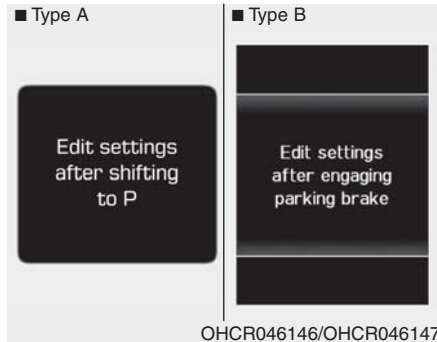 ■ Type A
■ Type B
Edit settings
after shifting
to P
Edit settings
after engaging
parking brake
OHCR046146/OHCR046147